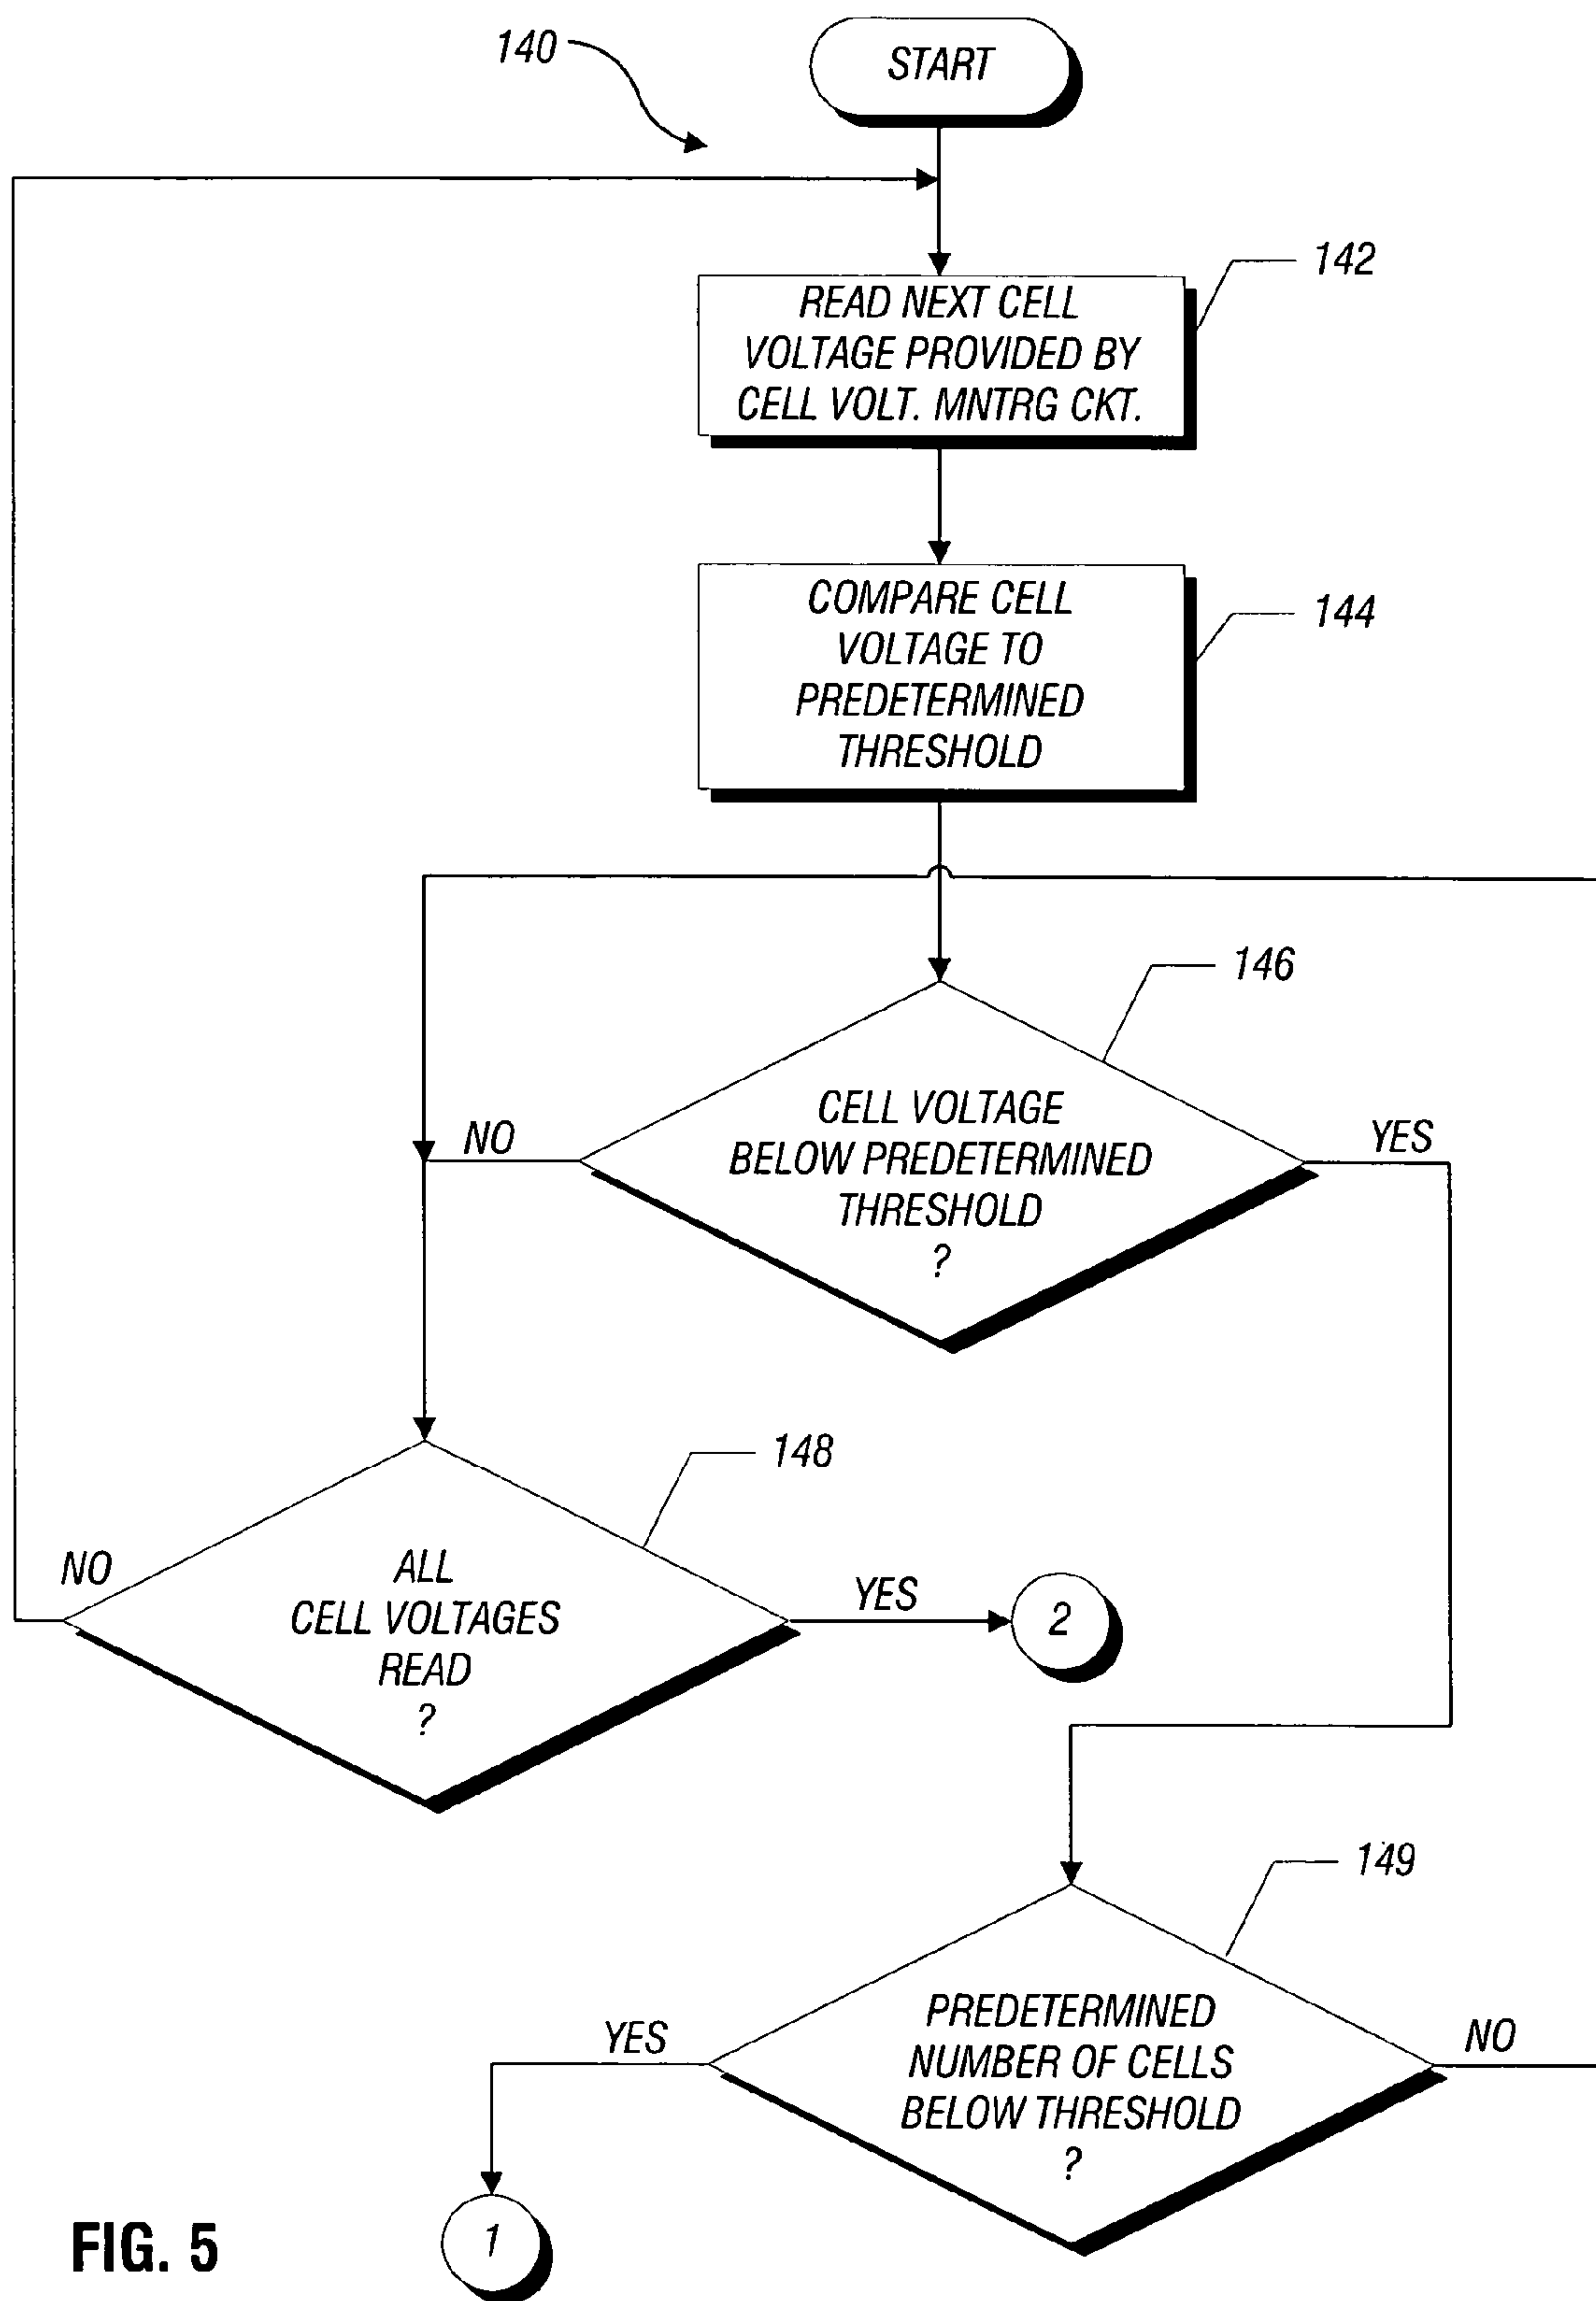 140
START
142
READ NEXT CELL
VOLTAGE PROVIDED BY
CELL VOLT. MNTRG CKT.
COMPARE CELL
VOLTAGE TO
PREDETERMINED
THRESHOLD
144
146
CELL VOLTAGE
BELOW PREDETERMINED
THRESHOLD
?
NO
YES
148
ALL
CELL VOLTAGES
READ
?
NO
YES
2
149
PREDETERMINED
NUMBER OF CELLS
BELOW THRESHOLD
?
YES
NO
1
FIG. 5